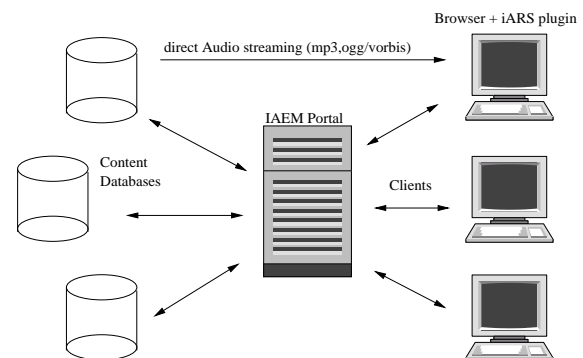 Browser + iARS plugin
direct Audio streaming (mp3,ogg/vorbis)
IAEM Portal
Content
Databases
Clients